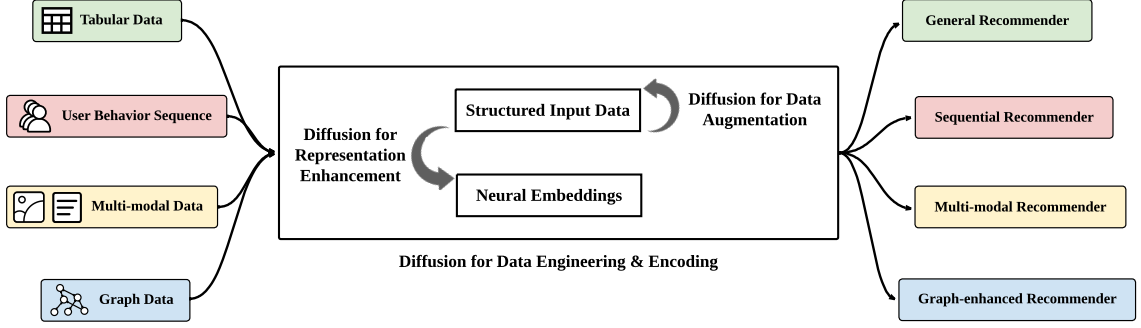 Tabular Data
User Behavior Sequence
Multi-modal Data
Graph Data
Diffusion for
Representation
Enhancement
Structured Input Data
Neural Embeddings
Diffusion for Data
Augmentation
Diffusion for Data Engineering & Encoding
General Recommender
Sequential Recommender
Multi-modal Recommender
Graph-enhanced Recommender